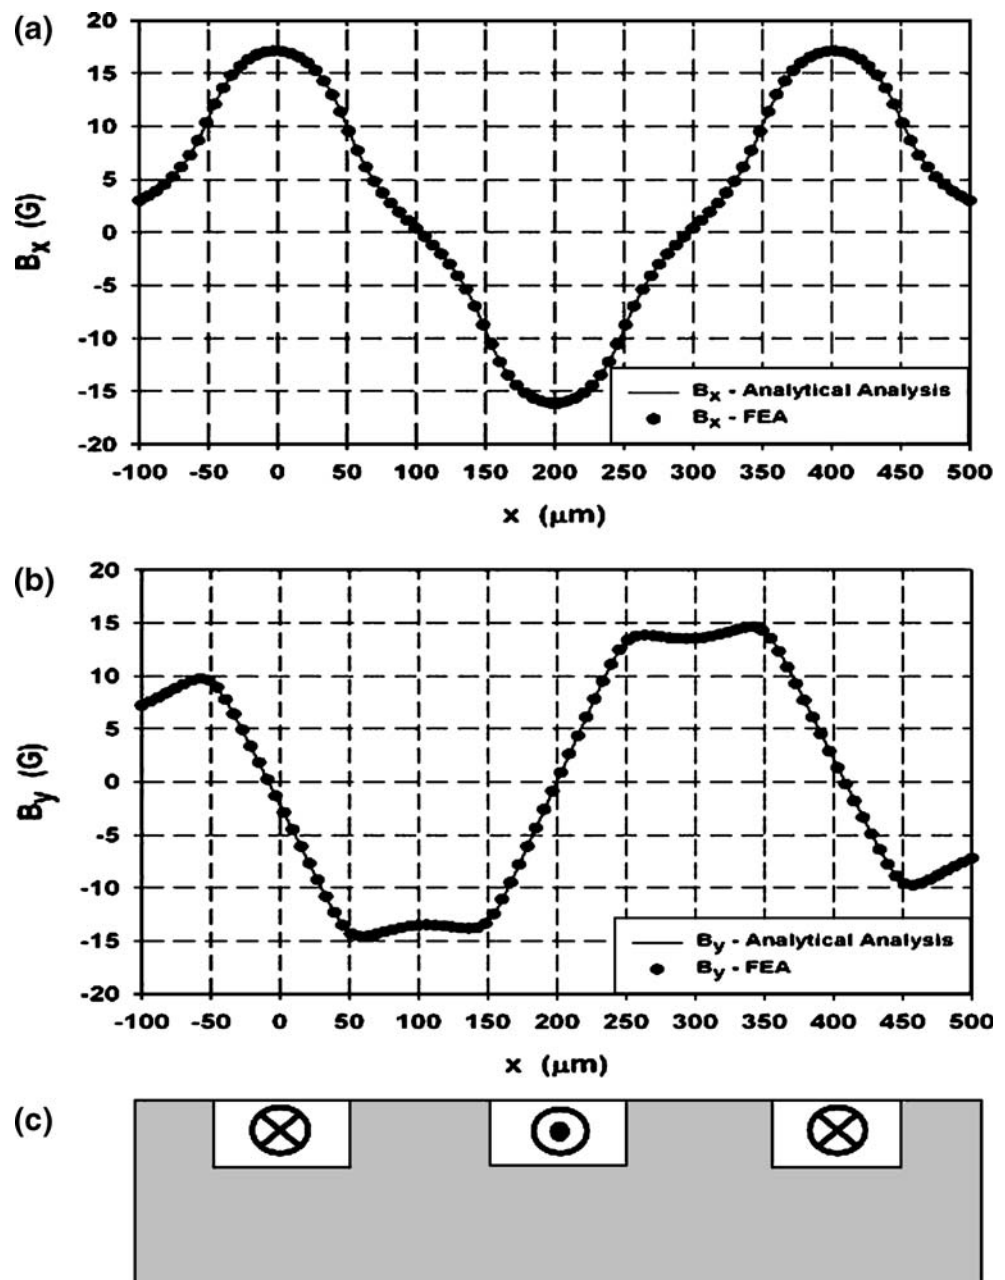 (a)
20
15
10
5
0
-5
-10
-15
-20
Bx (G)
Bx - Analytical Analysis
Bx - FEA
-100 -50 0 50 100 150 200 250 300 350 400 450 500
x (μm)
(b)
20
15
10
5
0
-5
-10
-15
-20
By (G)
By - Analytical Analysis
By - FEA
-100 -50 0 50 100 150 200 250 300 350 400 450 500
x (μm)
(c)